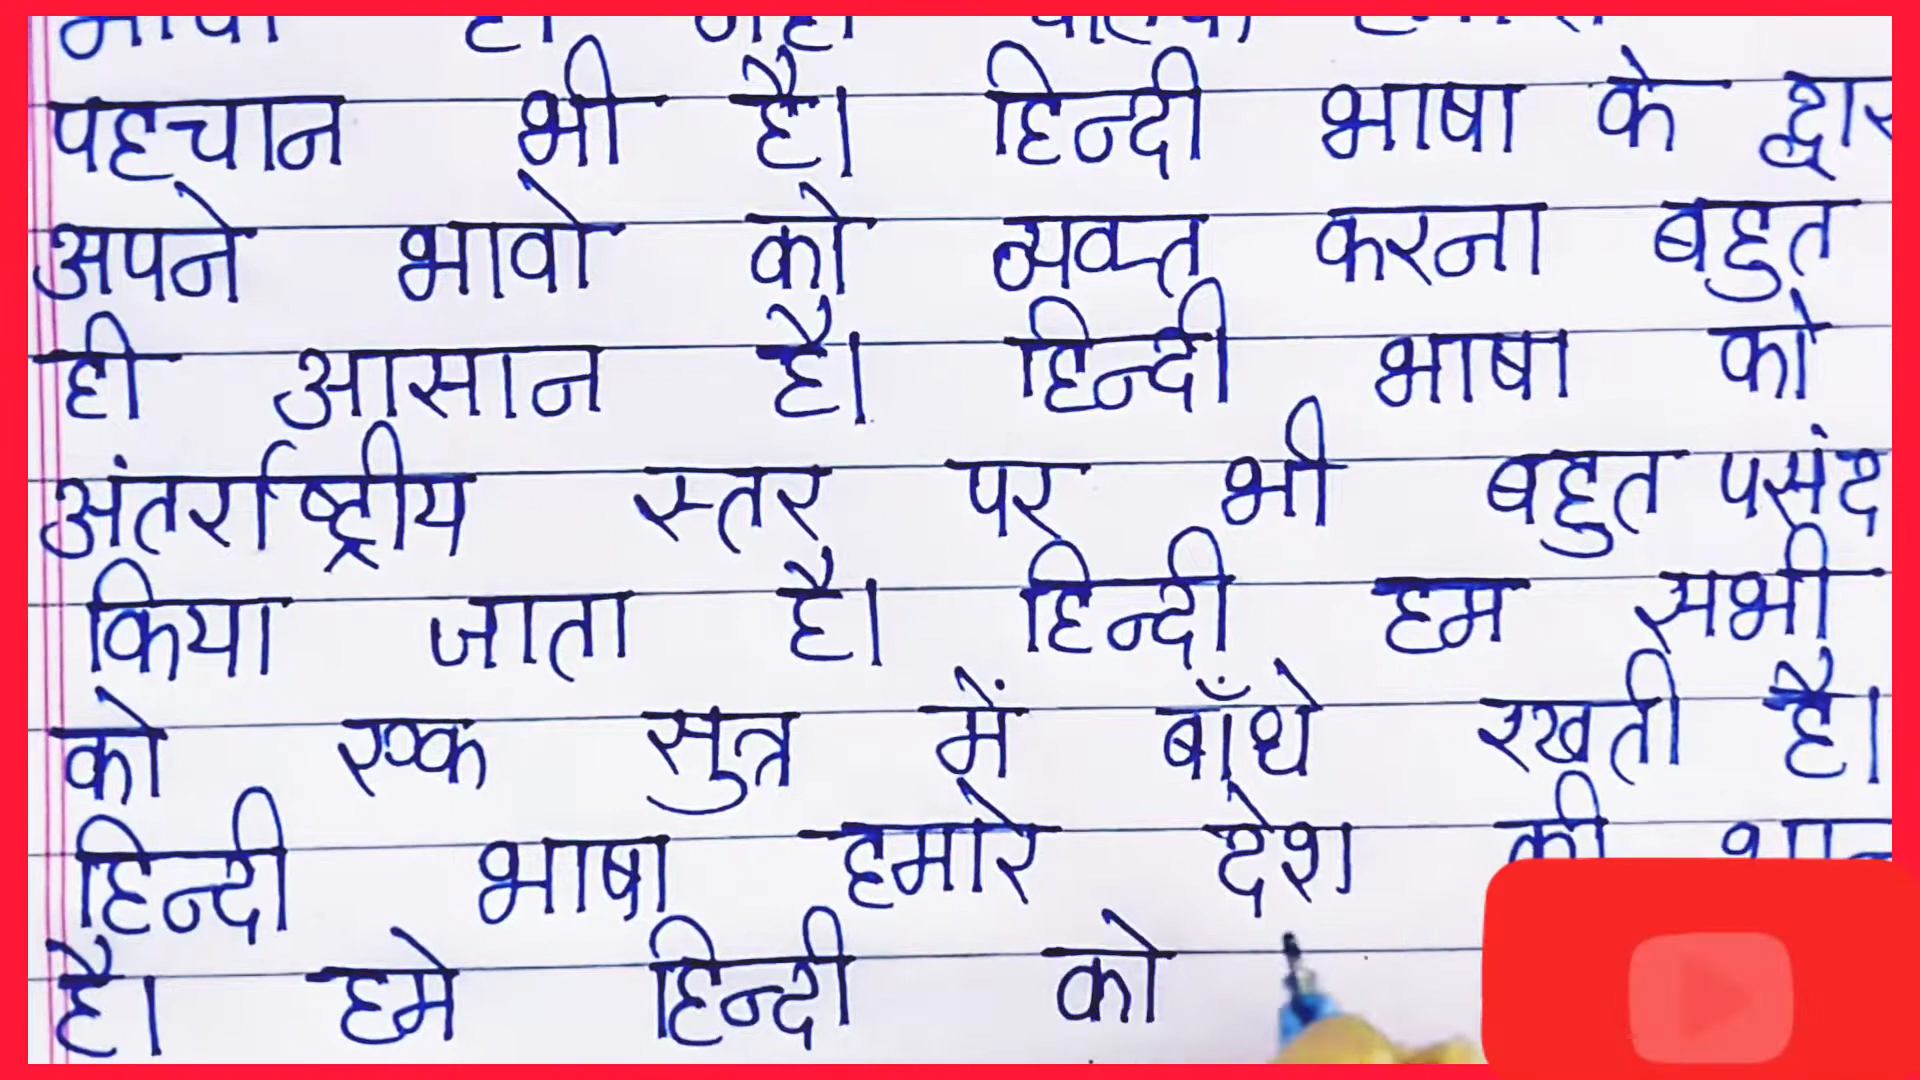 पहचान भी है। हिन्दी भाषा के
अपने भावो को व्यक्त करना बहुत
ही आसान है। हिन्दी भाषा को
अंतर्राष्ट्रीय स्तर पर भी बहुत पसंद
किया जाता है। हिन्दी हम सभी
को एक सुत्र में बाँधे रखती है।
हिन्दी भाषा हमारे देश की
है। हमे हिन्दी को